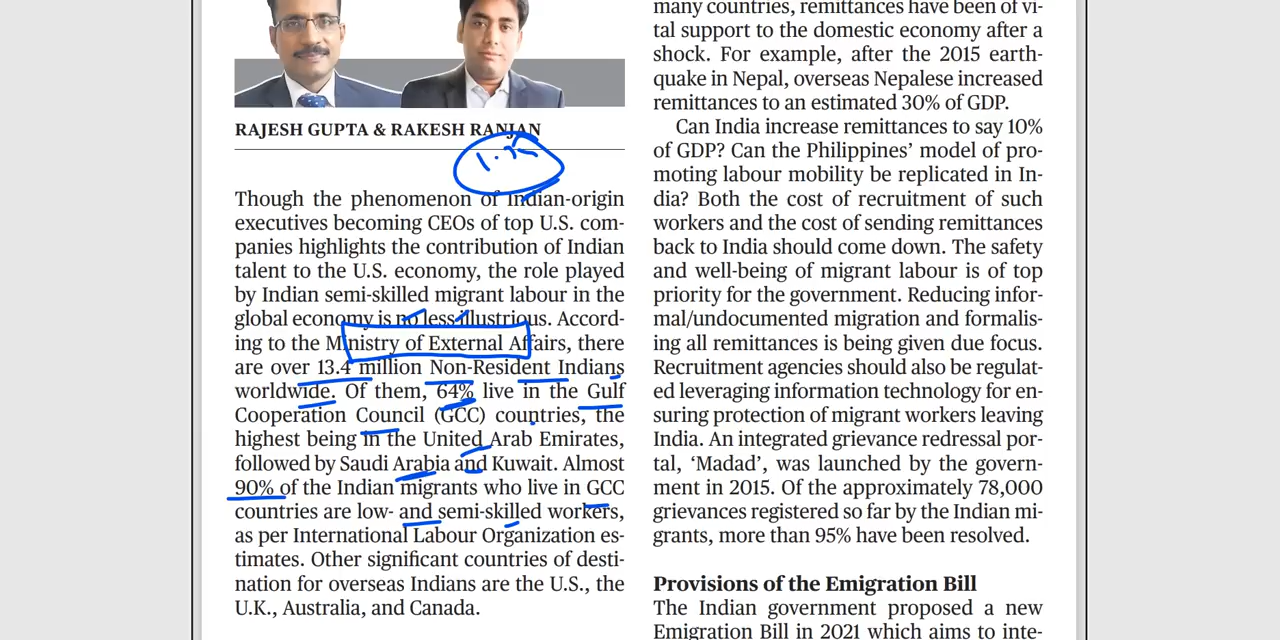 RAJESH GUPTA & RAKESH RANJAN
Though the phenomenon of Indian-origin
executives becoming CEOs of top U.S. com-
panies highlights the contribution of Indian
talent to the U.S. economy, the role played
by Indian semi-skilled migrant labour in the
global economy is no less illustrious. Accord-
ing to the Ministry of External Affairs, there
are over 13.4 million Non-Resident Indians
worldwide. Of them, 64% live in the Gulf
Cooperation Council (GCC) countries, the
highest being in the United Arab Emirates,
followed by Saudi Arabia and Kuwait. Almost
90% of the Indian migrants who live in GCC
countries are low- and semi-skilled workers,
as per International Labour Organization es-
timates. Other significant countries of desti-
nation for overseas Indians are the U.S., the
U.K., Australia, and Canada.
many countries, remittances have been of vi-
tal support to the domestic economy after a
shock. For example, after the 2015 earth-
quake in Nepal, overseas Nepalese increased
remittances to an estimated 30% of GDP.
Can India increase remittances to say 10%
of GDP? Can the Philippines' model of pro-
moting labour mobility be replicated in In-
dia? Both the cost of recruitment of such
workers and the cost of sending remittances
back to India should come down. The safety
and well-being of migrant labour is of top
priority for the government. Reducing infor-
mal/undocumented migration and formalis-
ing all remittances is being given due focus.
Recruitment agencies should also be regulat-
ed leveraging information technology for en-
suring protection of migrant workers leaving
India. An integrated grievance redressal por-
tal, 'Madad', was launched by the govern-
ment in 2015. Of the approximately 78,000
grievances registered so far by the Indian mi-
grants, more than 95% have been resolved.
Provisions of the Emigration Bill
The Indian government proposed a new
Emigration Bill in 2021 which aims to inte-